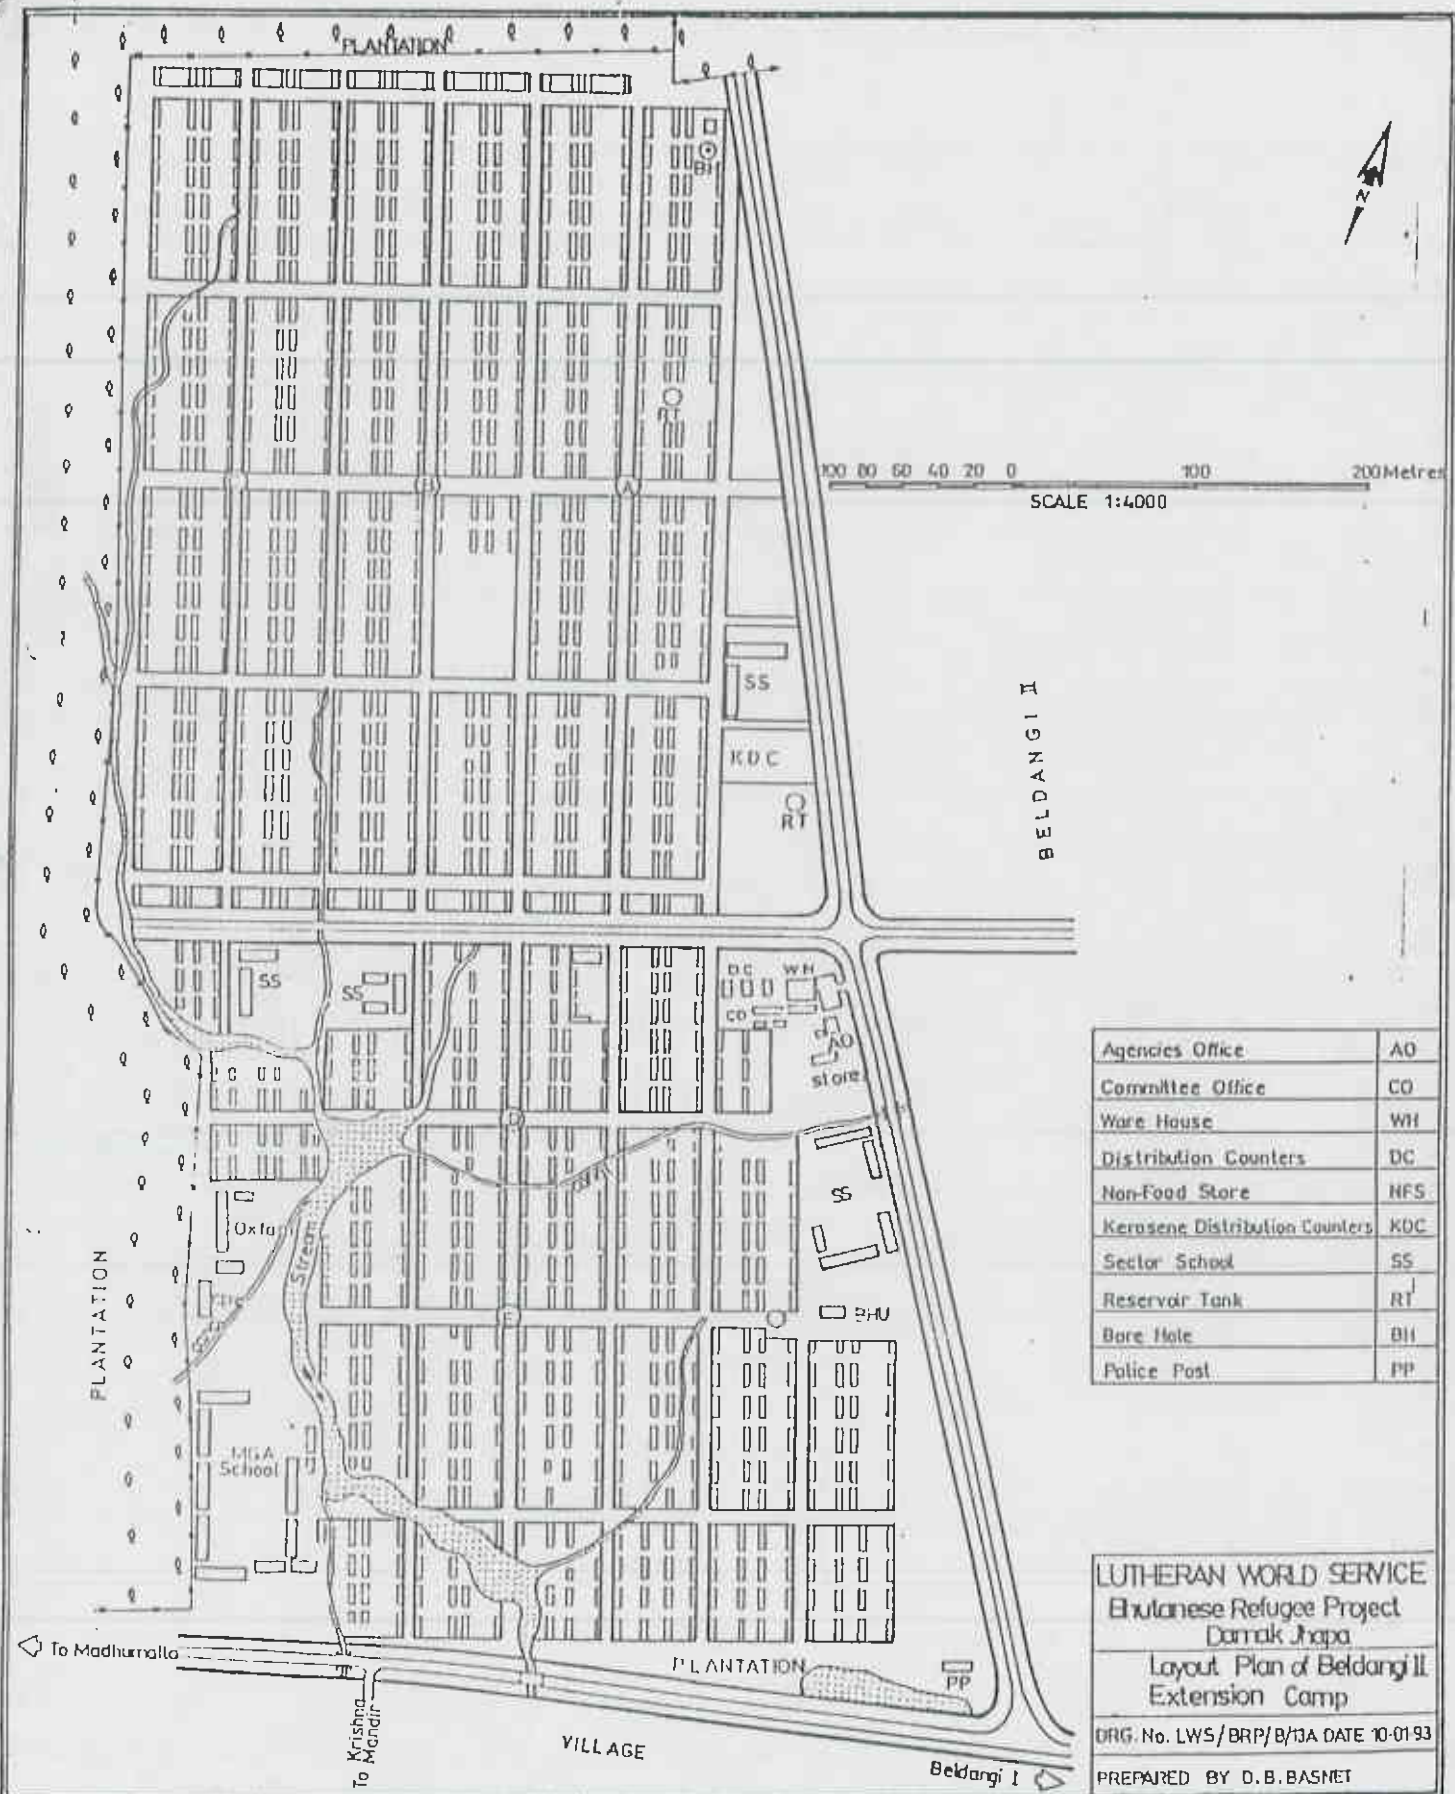 PLANTATION
BH
N
RT
C
B
A
100 80 60 40 20 0 100 200 Metres
SCALE 1:4000
SS
KDC
RT
BELDANGI II
SS
SS
DC WH
CO
AO
store
D
SS
Oxfam
Stream
E
BHU
PLANTATION
MGA
School
Agencies Office AO
Committee Office CO
Ware House WH
Distribution Counters DC
Non-Food Store NFS
Kerosene Distribution Counters KDC
Sector School SS
Reservoir Tank RT
Bore Hole BH
Police Post PP
To Madhumalla
PLANTATION
PP
To Krishna
Mandir
VILLAGE
Beldangi I
LUTHERAN WORLD SERVICE
Bhutanese Refugee Project
Damak Jhapa
Layout Plan of Beldangi II
Extension Camp
DRG. No. LWS/BRP/B/13A DATE 10-01-93
PREPARED BY D.B.BASNET